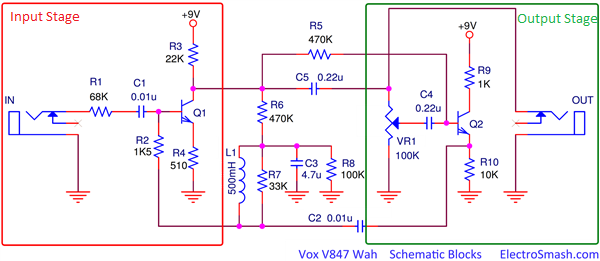 Input Stage
Output Stage
+9V
+9V
R3
22K
R5
470K
C5 0.22u
R9
1K
IN
R1
68K
C1
0.01u
Q1
R6
470K
C4
0.22u
Q2
OUT
R2
1K5
R4
510
L1
500mH
R7
33K
C3
4.7u
R8
100K
VR1
100K
R10
10K
C2 0.01u
Vox V847 Wah Schematic Blocks ElectroSmash.com